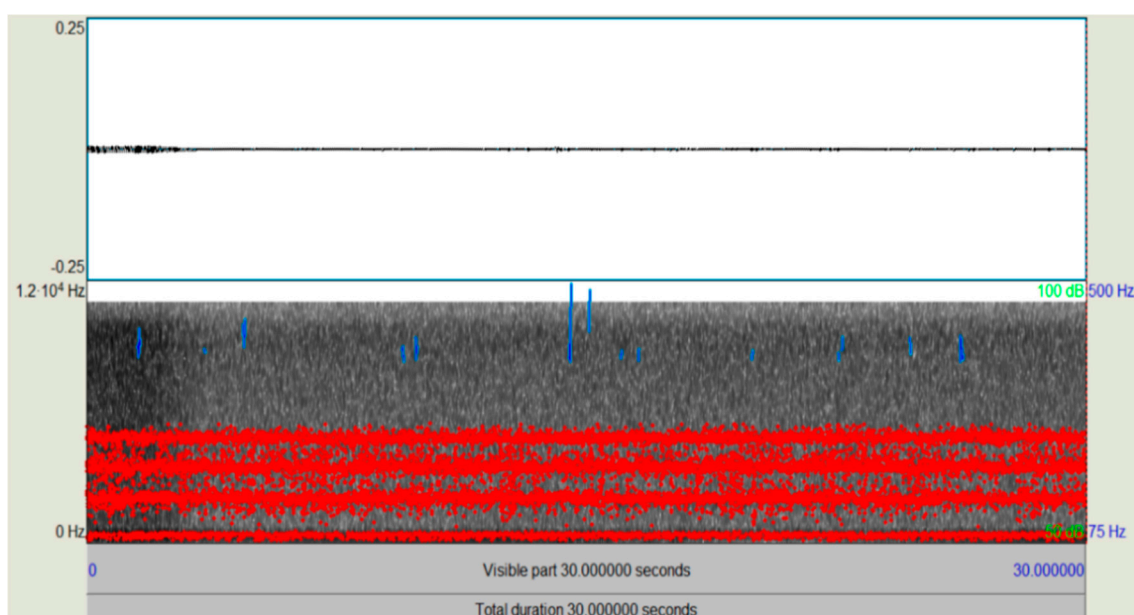 0.25
-0.25
1.2·10⁴ Hz
100 dB 500 Hz
0 Hz
50 dB 75 Hz
0 Visible part 30.000000 seconds 30.000000
Total duration 30.000000 seconds